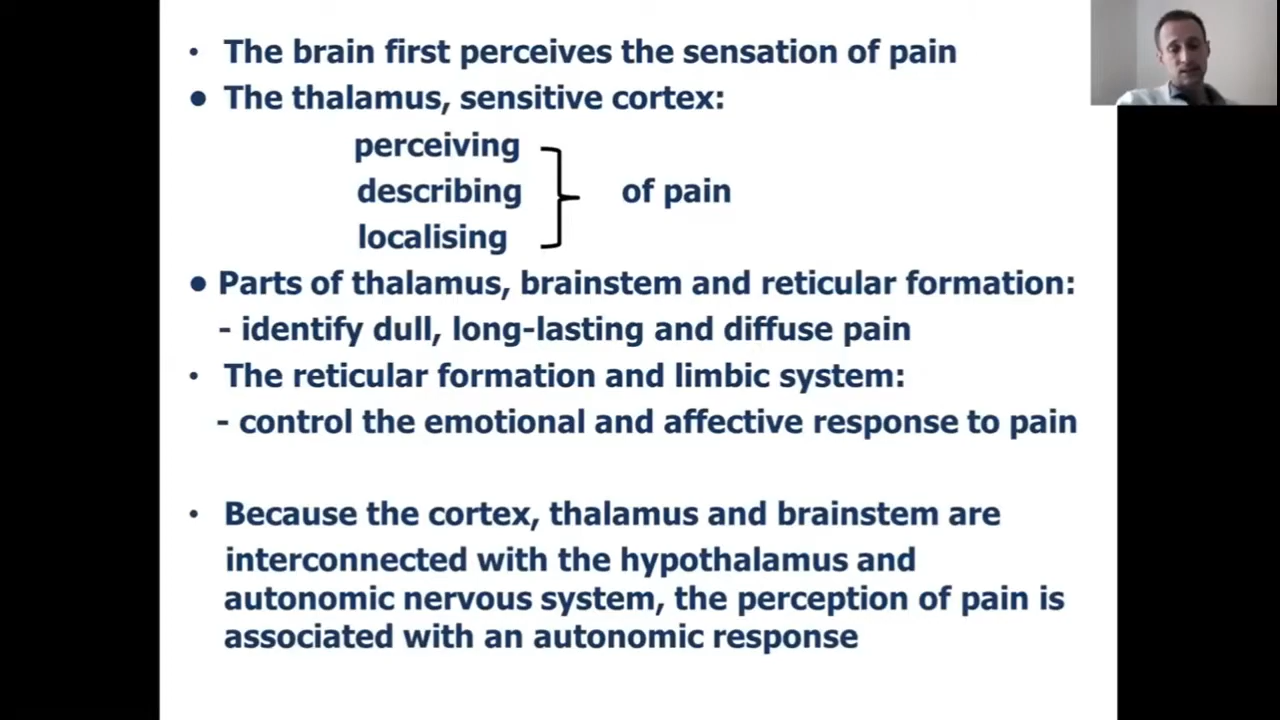 • The brain first perceives the sensation of pain
• The thalamus, sensitive cortex:
perceiving
describing of pain
localising
• Parts of thalamus, brainstem and reticular formation:
- identify dull, long-lasting and diffuse pain
• The reticular formation and limbic system:
- control the emotional and affective response to pain
• Because the cortex, thalamus and brainstem are
interconnected with the hypothalamus and
autonomic nervous system, the perception of pain is
associated with an autonomic response